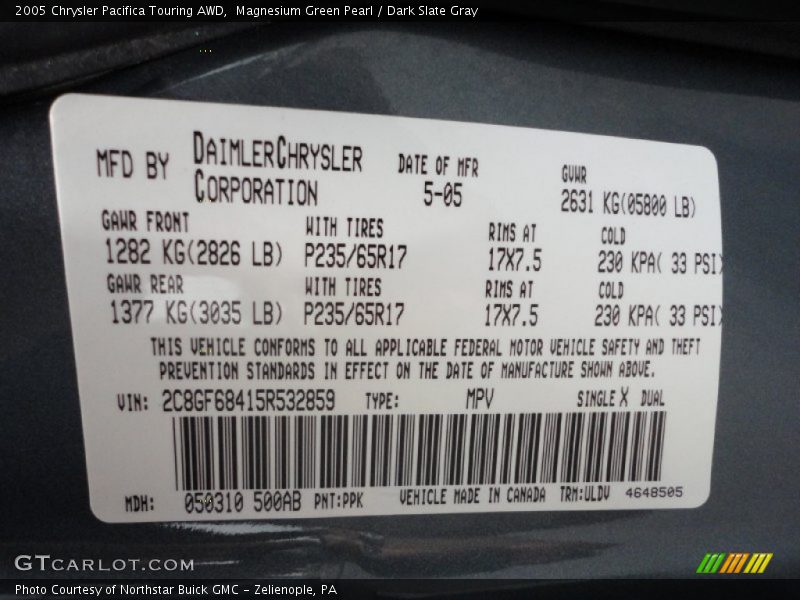 2005 Chrysler Pacifica Touring AWD,  Magnesium Green Pearl / Dark Slate Gray
MFD BY DAIMLERCHRYSLER CORPORATION DATE OF MFR 5-05 GVWR 2631 KG(05800 LB)
GAWR FRONT WITH TIRES RIMS AT COLD
1282 KG(2826 LB) P235/65R17 17X7.5 230 KPA( 33 PSI)
GAWR REAR WITH TIRES RIMS AT COLD
1377 KG(3035 LB) P235/65R17 17X7.5 230 KPA( 33 PSI)
THIS VEHICLE CONFORMS TO ALL APPLICABLE FEDERAL MOTOR VEHICLE SAFETY AND THEFT
PREVENTION STANDARDS IN EFFECT ON THE DATE OF MANUFACTURE SHOWN ABOVE.
VIN: 2C8GF68415R532859 TYPE: MPV SINGLE X DUAL
MDH: 050310 500AB PNT:PPK VEHICLE MADE IN CANADA TRM:ULDV 4648505
GTCARLOT.COM
Photo Courtesy of Northstar Buick GMC - Zelienople, PA